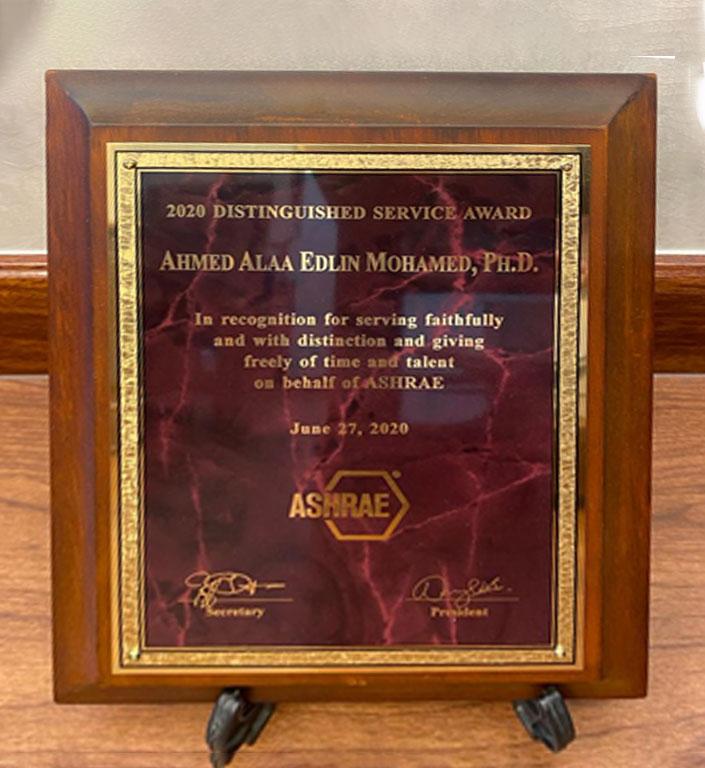 2020 DISTINGUISHED SERVICE AWARD
AHMED ALAA EDLIN MOHAMED, PH.D.
In recognition for serving faithfully
and with distinction and giving
freely of time and talent
on behalf of ASHRAE
June 27, 2020
ASHRAE
Secretary
President